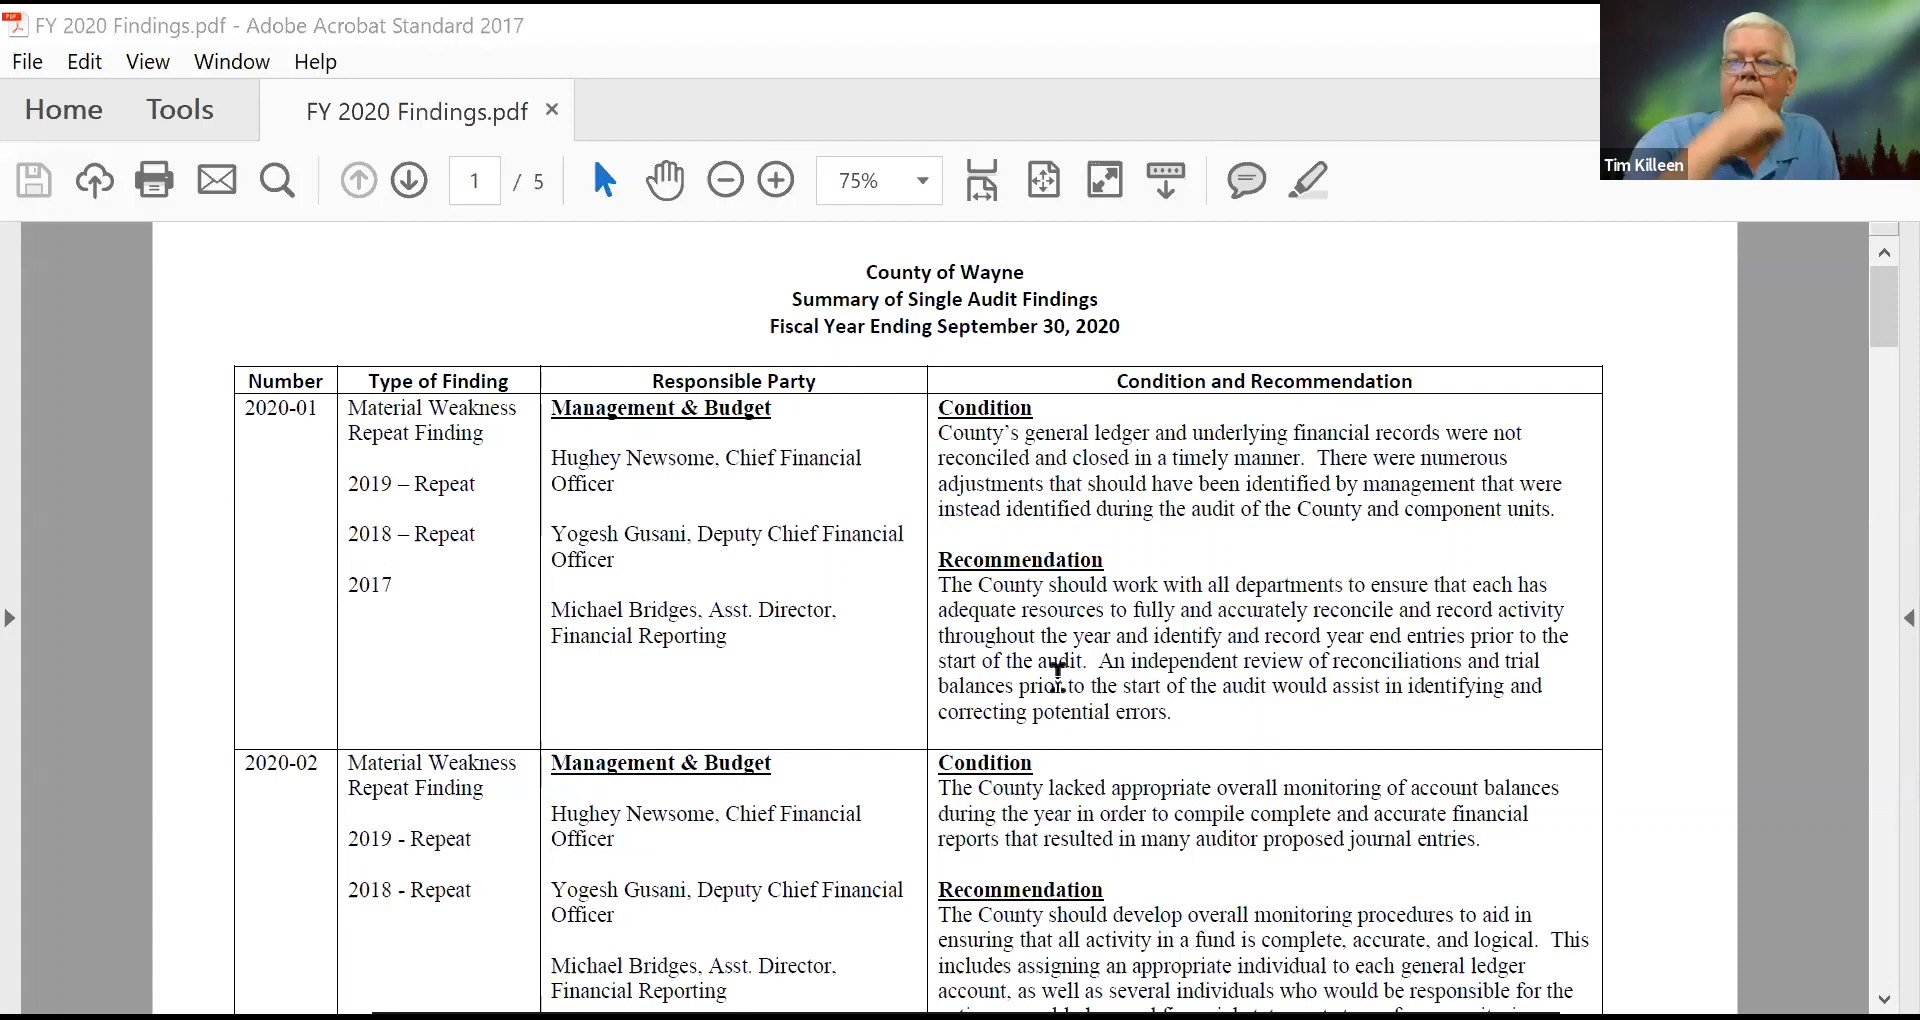 FY 2020 Findings.pdf - Adobe Acrobat Standard 2017
File Edit View Window Help
Home Tools FY 2020 Findings.pdf ×
1 / 5 75%
Tim Killeen
County of Wayne
Summary of Single Audit Findings
Fiscal Year Ending September 30, 2020
Number Type of Finding Responsible Party Condition and Recommendation
2020-01
Material Weakness
Repeat Finding
2019 – Repeat
2018 – Repeat
2017
Management & Budget
Hughey Newsome, Chief Financial
Officer
Yogesh Gusani, Deputy Chief Financial
Officer
Michael Bridges, Asst. Director,
Financial Reporting
Condition
County’s general ledger and underlying financial records were not
reconciled and closed in a timely manner. There were numerous
adjustments that should have been identified by management that were
instead identified during the audit of the County and component units.
Recommendation
The County should work with all departments to ensure that each has
adequate resources to fully and accurately reconcile and record activity
throughout the year and identify and record year end entries prior to the
start of the audit. An independent review of reconciliations and trial
balances prior to the start of the audit would assist in identifying and
correcting potential errors.
2020-02
Material Weakness
Repeat Finding
2019 - Repeat
2018 - Repeat
Management & Budget
Hughey Newsome, Chief Financial
Officer
Yogesh Gusani, Deputy Chief Financial
Officer
Michael Bridges, Asst. Director,
Financial Reporting
Condition
The County lacked appropriate overall monitoring of account balances
during the year in order to compile complete and accurate financial
reports that resulted in many auditor proposed journal entries.
Recommendation
The County should develop overall monitoring procedures to aid in
ensuring that all activity in a fund is complete, accurate, and logical. This
includes assigning an appropriate individual to each general ledger
account, as well as several individuals who would be responsible for the